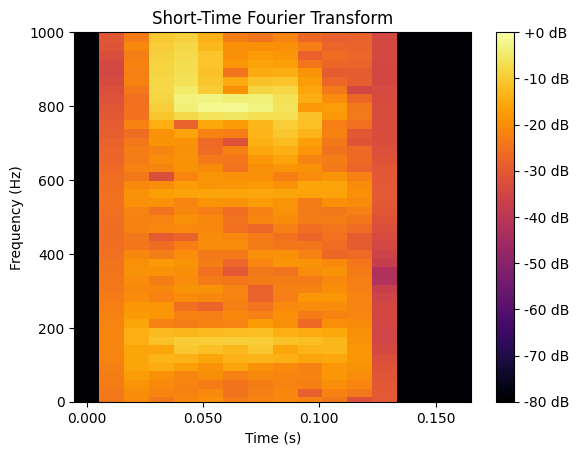 Short-Time Fourier Transform
Frequency (Hz)
1000
800
600
400
200
0
0.000
0.050
0.100
0.150
Time (s)
+0 dB
-10 dB
-20 dB
-30 dB
-40 dB
-50 dB
-60 dB
-70 dB
-80 dB